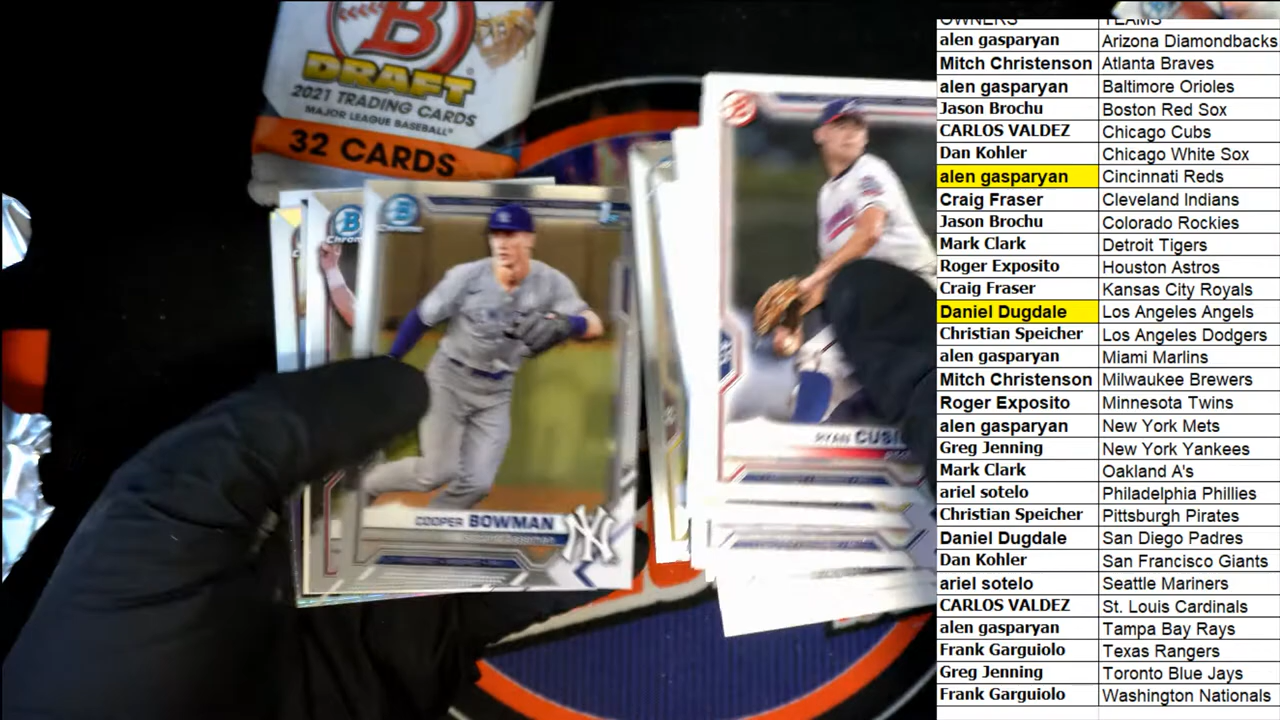 B
DRAFT
2021 TRADING CARDS
MAJOR LEAGUE BASEBALL
32 CARDS
B
Chrom
B
Chrome
1st
COOPER BOWMAN
NY
RYAN CUSI
OWNERS TEAMS
alen gasparyan Arizona Diamondbacks
Mitch Christenson Atlanta Braves
alen gasparyan Baltimore Orioles
Jason Brochu Boston Red Sox
CARLOS VALDEZ Chicago Cubs
Dan Kohler Chicago White Sox
alen gasparyan Cincinnati Reds
Craig Fraser Cleveland Indians
Jason Brochu Colorado Rockies
Mark Clark Detroit Tigers
Roger Exposito Houston Astros
Craig Fraser Kansas City Royals
Daniel Dugdale Los Angeles Angels
Christian Speicher Los Angeles Dodgers
alen gasparyan Miami Marlins
Mitch Christenson Milwaukee Brewers
Roger Exposito Minnesota Twins
alen gasparyan New York Mets
Greg Jenning New York Yankees
Mark Clark Oakland A's
ariel sotelo Philadelphia Phillies
Christian Speicher Pittsburgh Pirates
Daniel Dugdale San Diego Padres
Dan Kohler San Francisco Giants
ariel sotelo Seattle Mariners
CARLOS VALDEZ St. Louis Cardinals
alen gasparyan Tampa Bay Rays
Frank Garguiolo Texas Rangers
Greg Jenning Toronto Blue Jays
Frank Garguiolo Washington Nationals